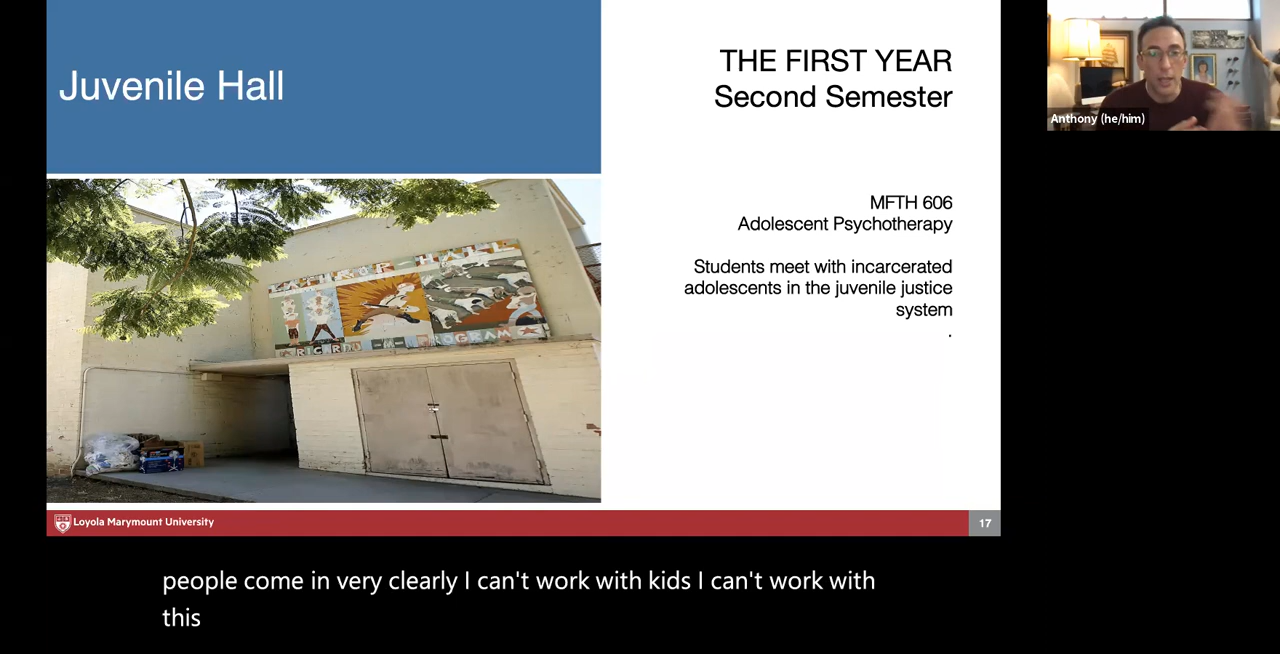 Juvenile Hall
THE FIRST YEAR
Second Semester
MFTH 606
Adolescent Psychotherapy
Students meet with incarcerated
adolescents in the juvenile justice
system
.
HALL
PROGRAM
Loyola Marymount University
17
Anthony (he/him)
people come in very clearly I can't work with kids I can't work with
this